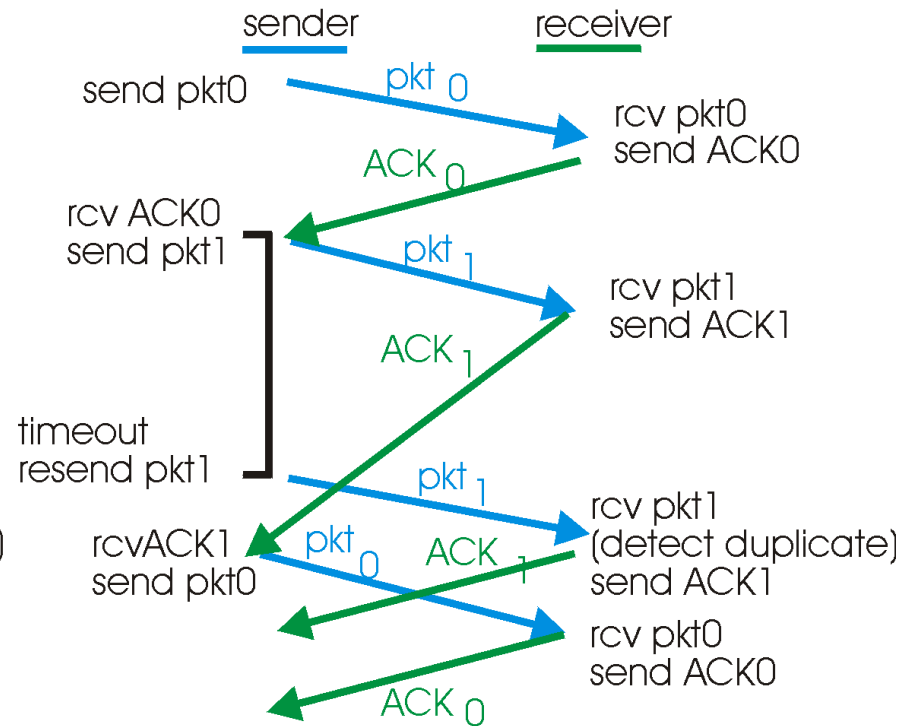 sender receiver
send pkt0
pkt 0
rcv pkt0
send ACK0
ACK 0
rcv ACK0
send pkt1
pkt 1
rcv pkt1
send ACK1
ACK 1
timeout
resend pkt1
pkt 1
rcv pkt1
(detect duplicate)
send ACK1
)
rcvACK1
send pkt0
pkt 0
ACK 1
rcv pkt0
send ACK0
ACK 0